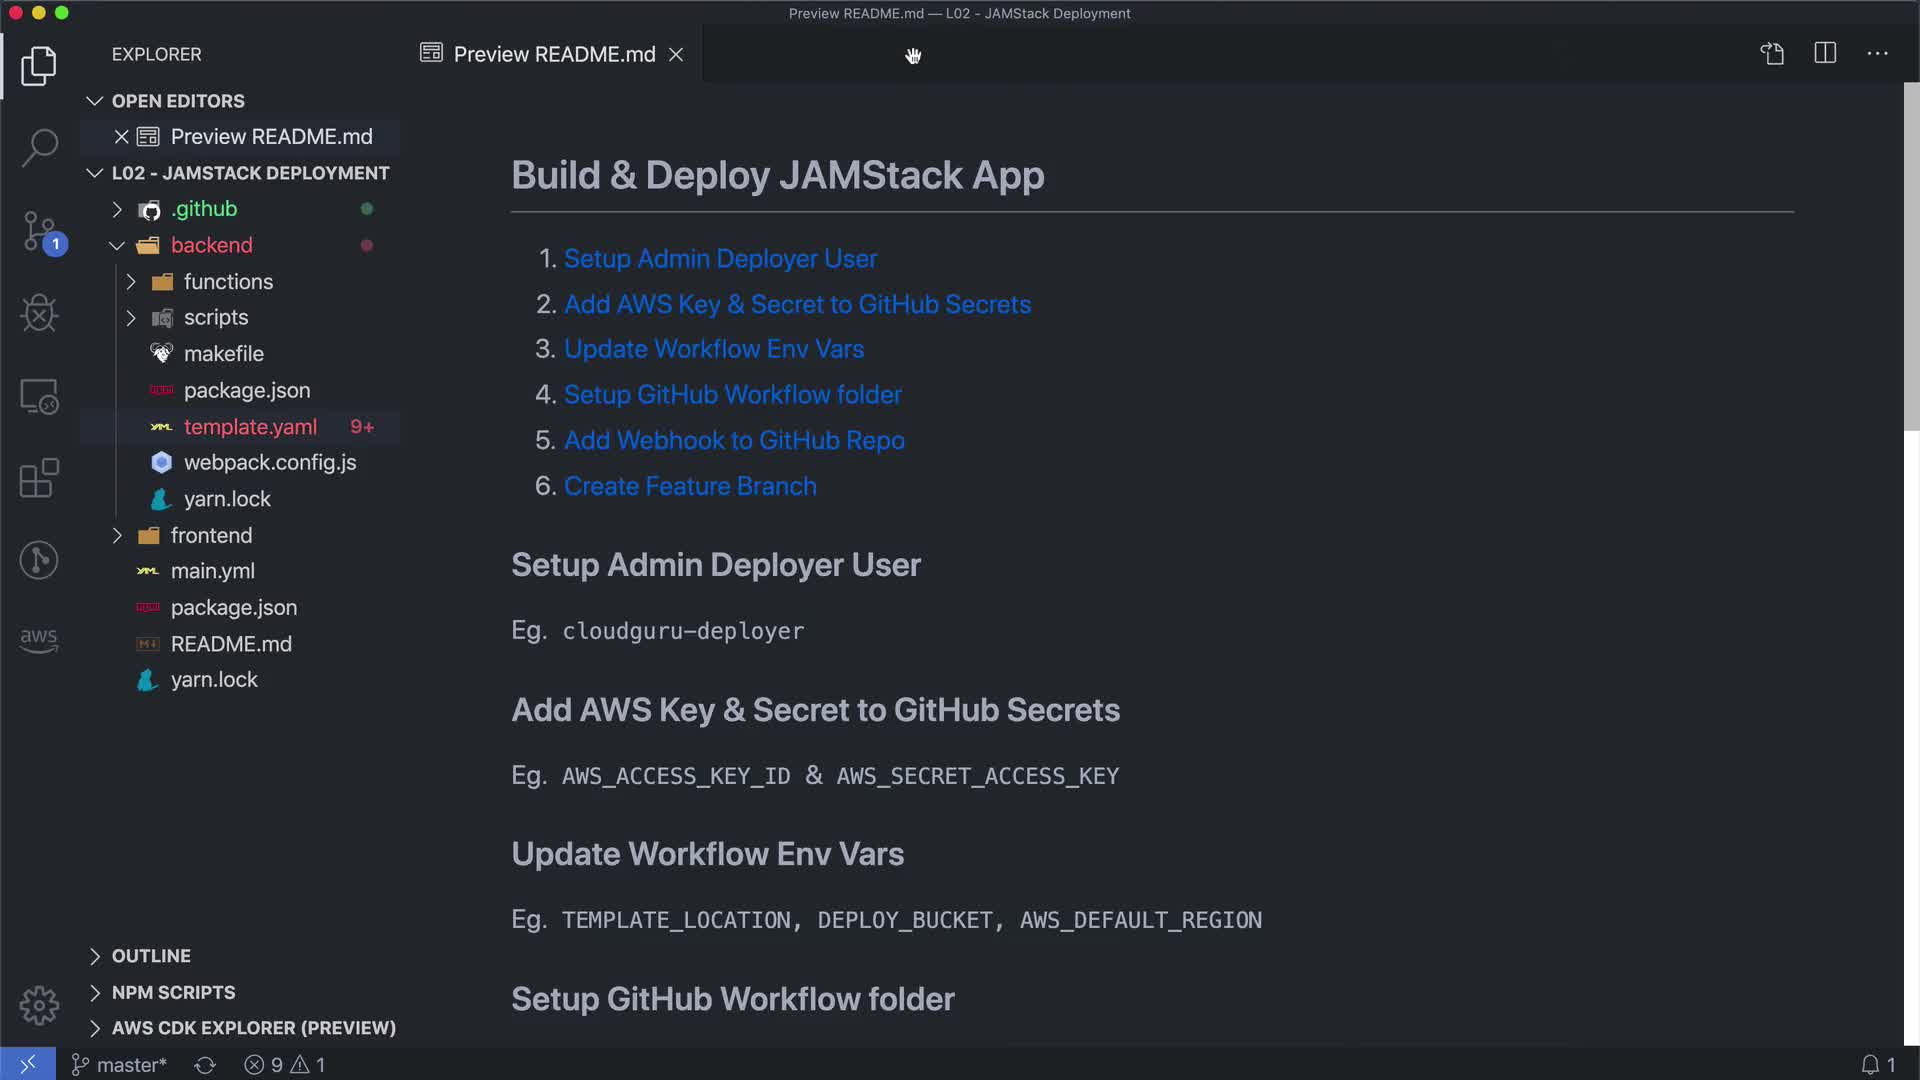 Preview README.md — L02 - JAMStack Deployment
EXPLORER
Preview README.md
OPEN EDITORS
Preview README.md
L02 - JAMSTACK DEPLOYMENT
.github
backend
functions
scripts
makefile
package.json
template.yaml 9+
webpack.config.js
yarn.lock
frontend
main.yml
package.json
README.md
yarn.lock
OUTLINE
NPM SCRIPTS
AWS CDK EXPLORER (PREVIEW)
1
aws
Build & Deploy JAMStack App
1. Setup Admin Deployer User
2. Add AWS Key & Secret to GitHub Secrets
3. Update Workflow Env Vars
4. Setup GitHub Workflow folder
5. Add Webhook to GitHub Repo
6. Create Feature Branch
Setup Admin Deployer User
Eg. cloudguru-deployer
Add AWS Key & Secret to GitHub Secrets
Eg. AWS_ACCESS_KEY_ID & AWS_SECRET_ACCESS_KEY
Update Workflow Env Vars
Eg. TEMPLATE_LOCATION, DEPLOY_BUCKET, AWS_DEFAULT_REGION
Setup GitHub Workflow folder
master* 9 1
1